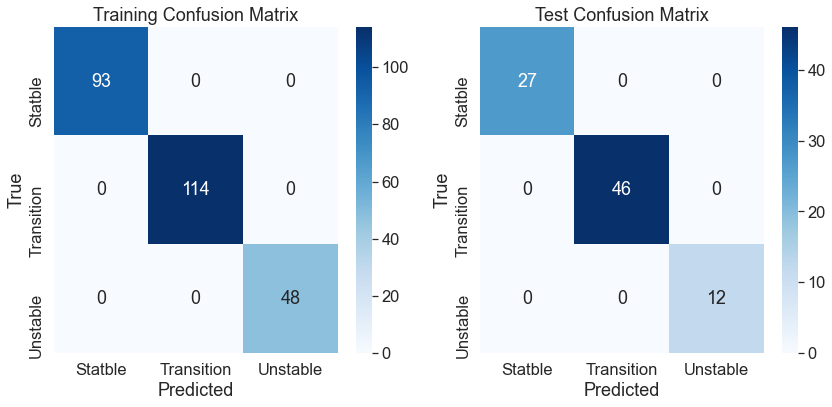 Training Confusion Matrix
Statble
Transition
Unstable
True
93 0 0
0 114 0
0 0 48
Statble Transition Unstable
Predicted
100
80
60
40
20
0
Test Confusion Matrix
Statble
Transition
Unstable
True
27 0 0
0 46 0
0 0 12
Statble Transition Unstable
Predicted
40
30
20
10
0